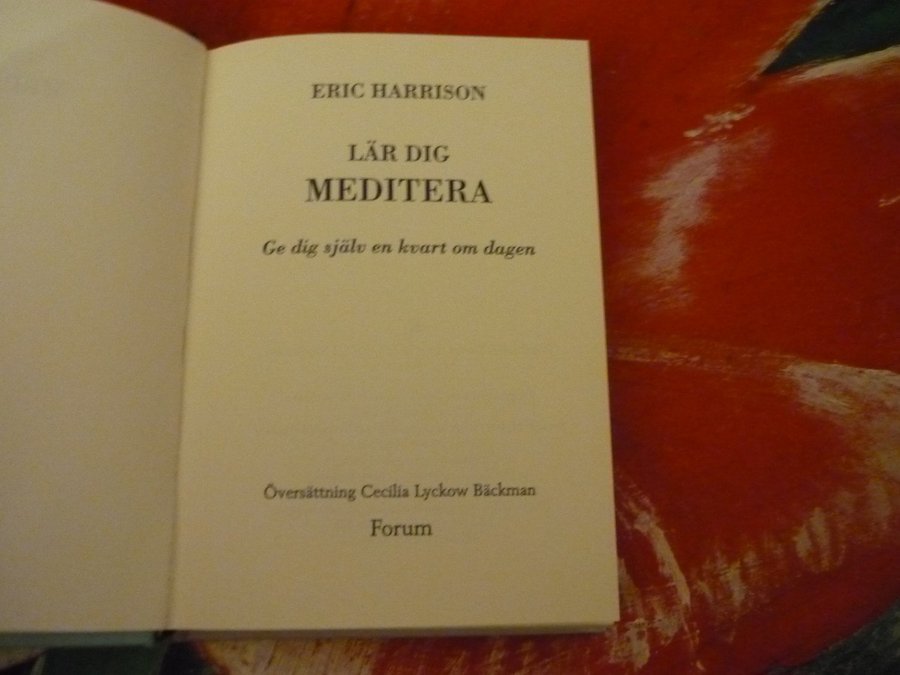 ERIC HARRISON
LÄR DIG
MEDITERA
Ge dig själv en kvart om dagen
Översättning Cecilia Lyckow Bäckman
Forum